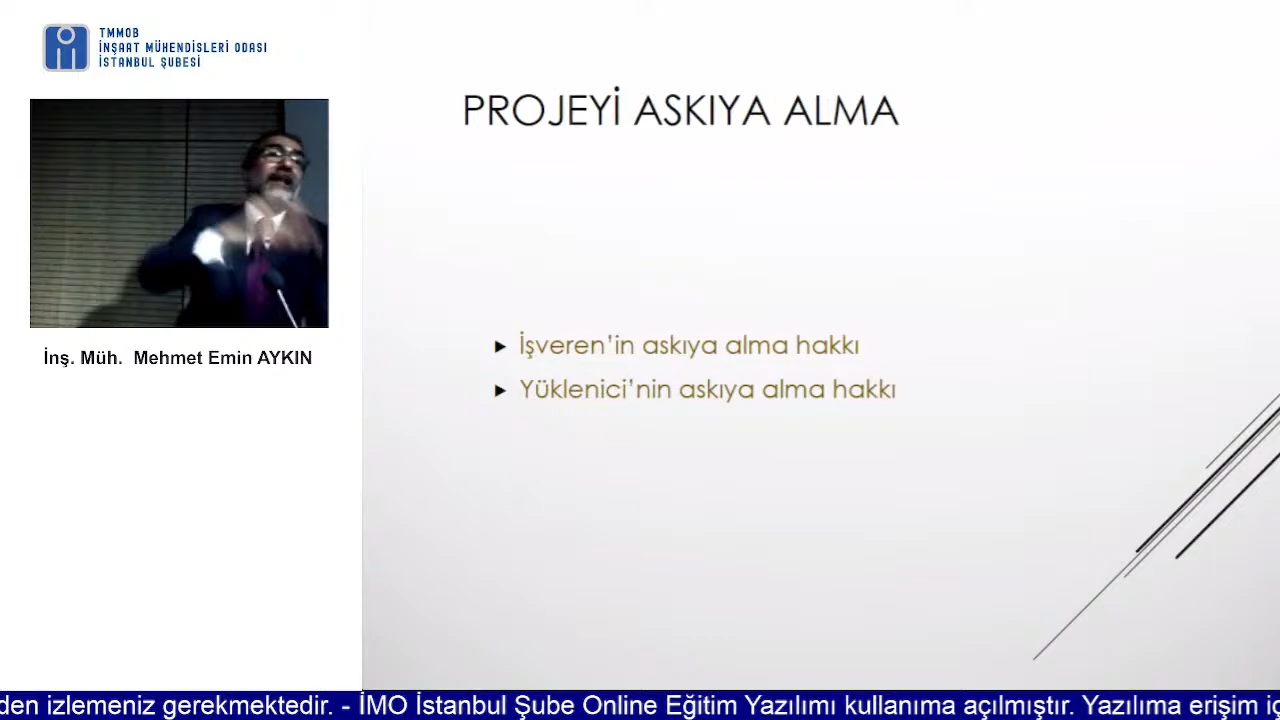 TMMOB
İNŞAAT MÜHENDİSLERİ ODASI
İSTANBUL ŞUBESİ
PROJEYİ ASKIYA ALMA
İşveren'in askıya alma hakkı
Yüklenici'nin askıya alma hakkı
İnş. Müh. Mehmet Emin AYKIN
den izlemeniz gerekmektedir. - İMO İstanbul Şube Online Eğitim Yazılımı kullanıma açılmıştır. Yazılıma erişim iç